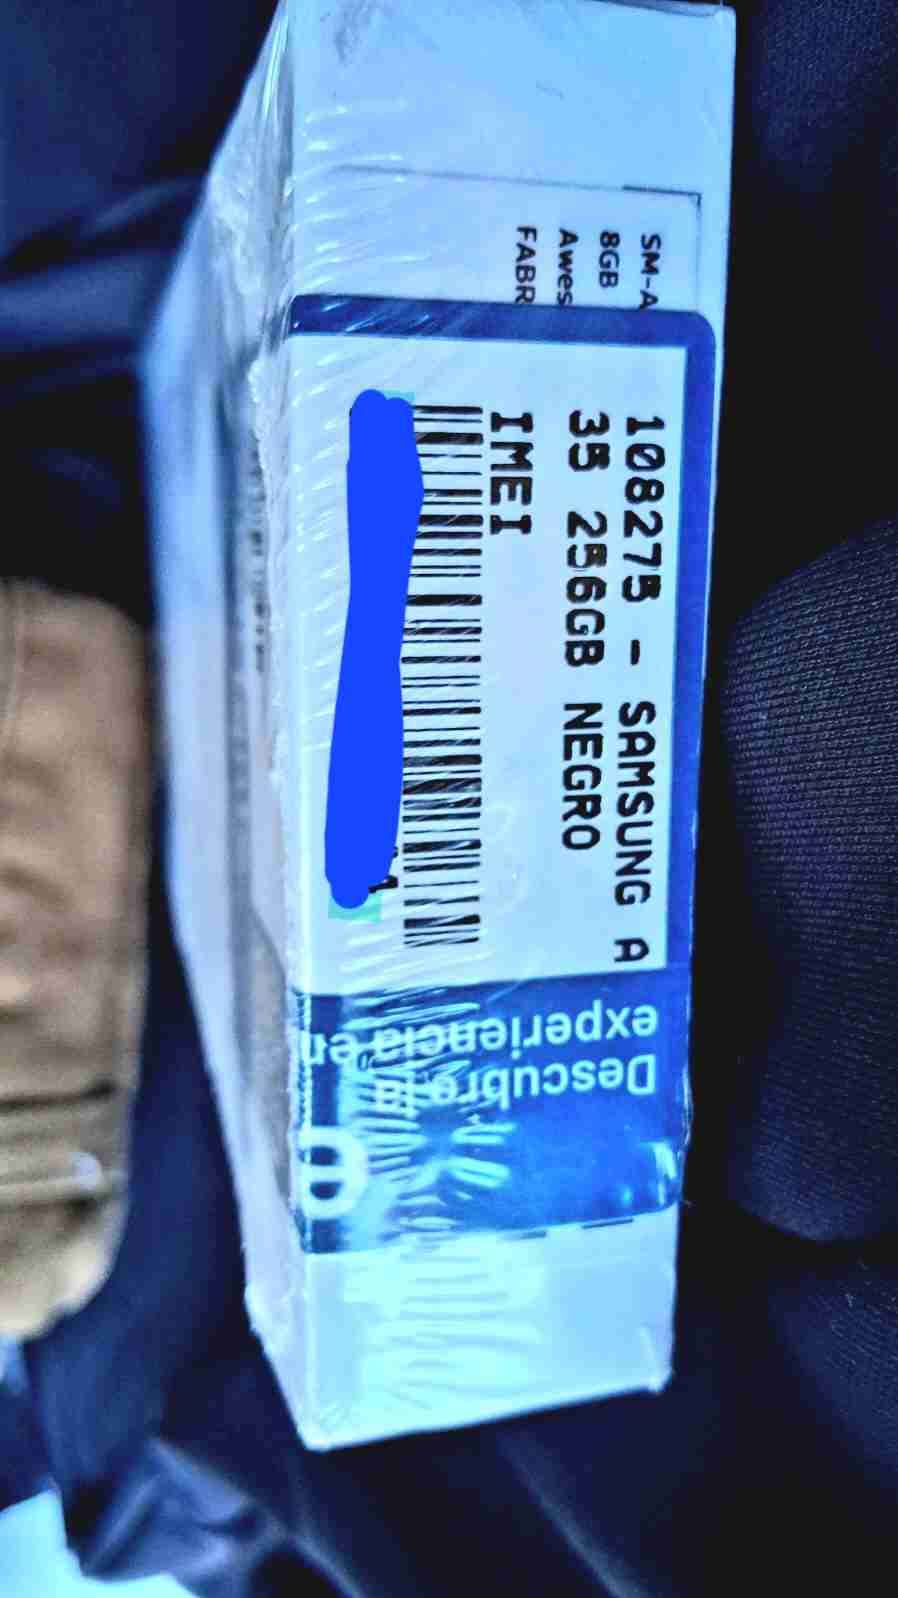 SM-A
8GB
Awes
FABR
108275 - SAMSUNG A
35 256GB NEGRO
IMEI
Descubre la
experiencia en
e